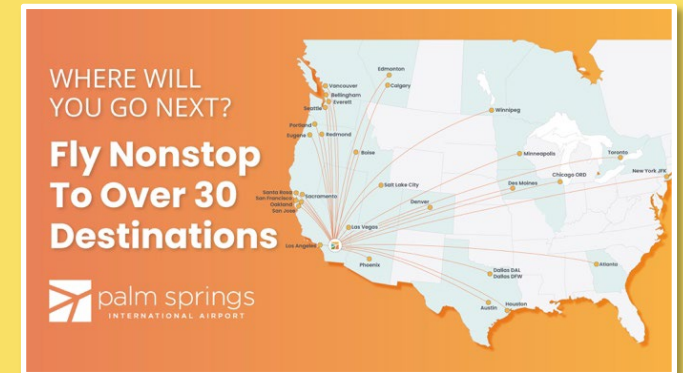 WHERE WILL
YOU GO NEXT?
Fly Nonstop
To Over 30
Destinations
palm springs
INTERNATIONAL AIRPORT
Edmonton
Calgary
Vancouver
Bellingham
Everett
Seattle
Winnipeg
Portland
Eugene
Redmond
Boise
Minneapolis
Toronto
Chicago ORD
New York JFK
Des Moines
Salt Lake City
Denver
Santa Rosa
Sacramento
San Francisco
Oakland
San Jose
Las Vegas
Los Angeles
Phoenix
Dallas DAL
Dallas DFW
Atlanta
Austin
Houston